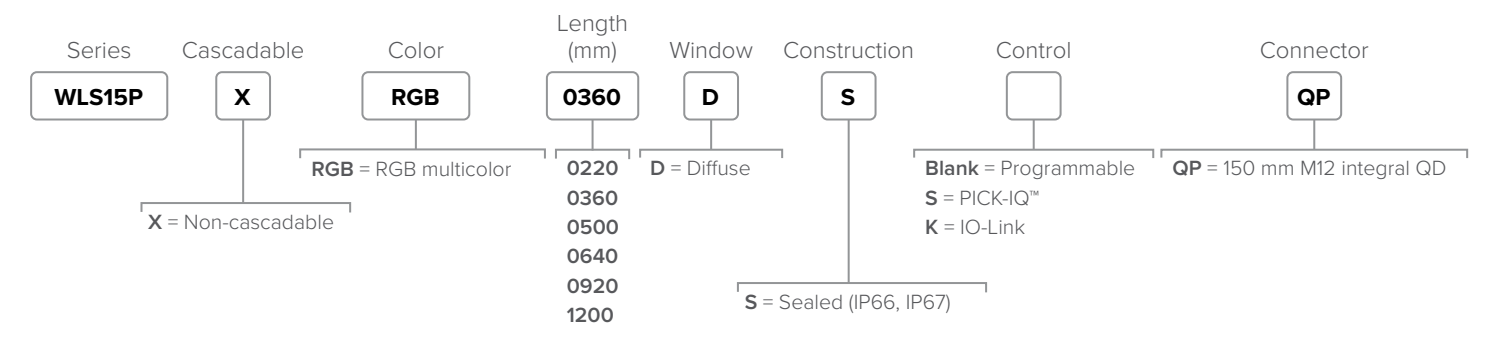 Series
Cascadable
Color
Length
(mm)
Window
Construction
Control
Connector
WLS15P
X
RGB
0360
D
S
QP
RGB = RGB multicolor
0220
0360
0500
0640
0920
1200
D = Diffuse
Blank = Programmable
S = PICK-IQ™
K = IO-Link
QP = 150 mm M12 integral QD
X = Non-cascadable
S = Sealed (IP66, IP67)